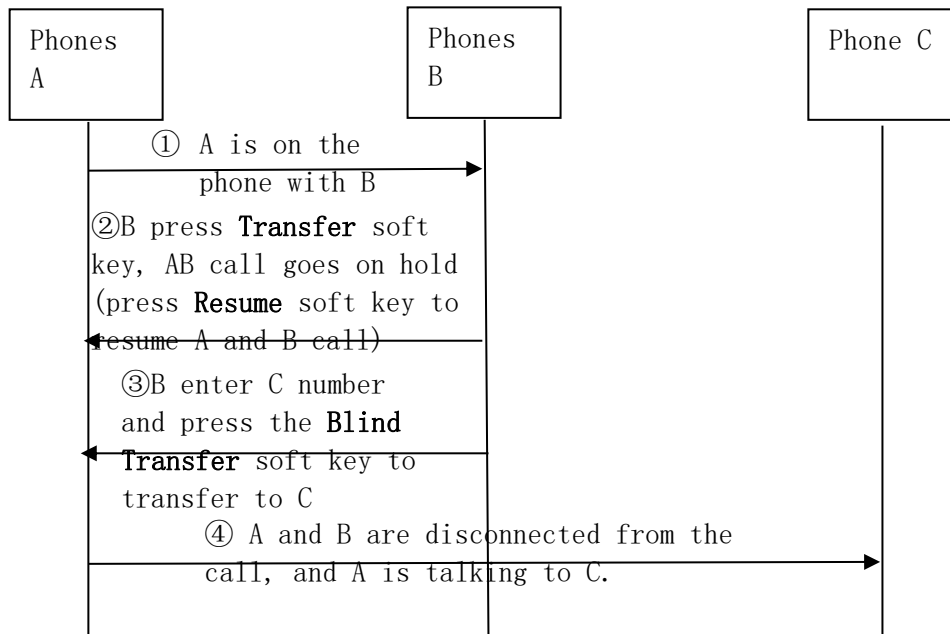 Phones
A
Phones
B
Phone C
① A is on the
phone with B
②B press Transfer soft
key, AB call goes on hold
(press Resume soft key to
resume A and B call)
③B enter C number
and press the Blind
Transfer soft key to
transfer to C
④ A and B are disconnected from the
call, and A is talking to C.